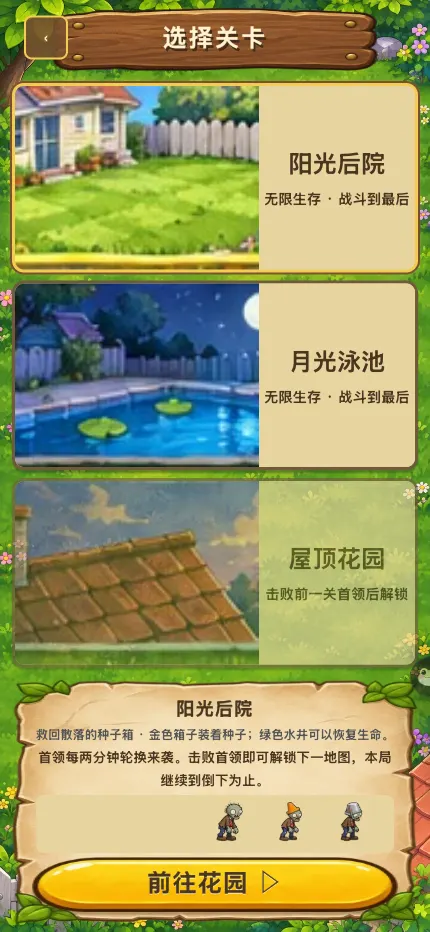 选择关卡
阳光后院
无限生存 · 战斗到最后
月光泳池
无限生存 · 战斗到最后
屋顶花园
击败前一关首领后解锁
阳光后院
救回散落的种子箱 · 金色箱子装着种子；绿色水井可以恢复生命。
首领每两分钟轮换来袭。击败首领即可解锁下一地图，本局
继续到倒下为止。
前往花园 ▷